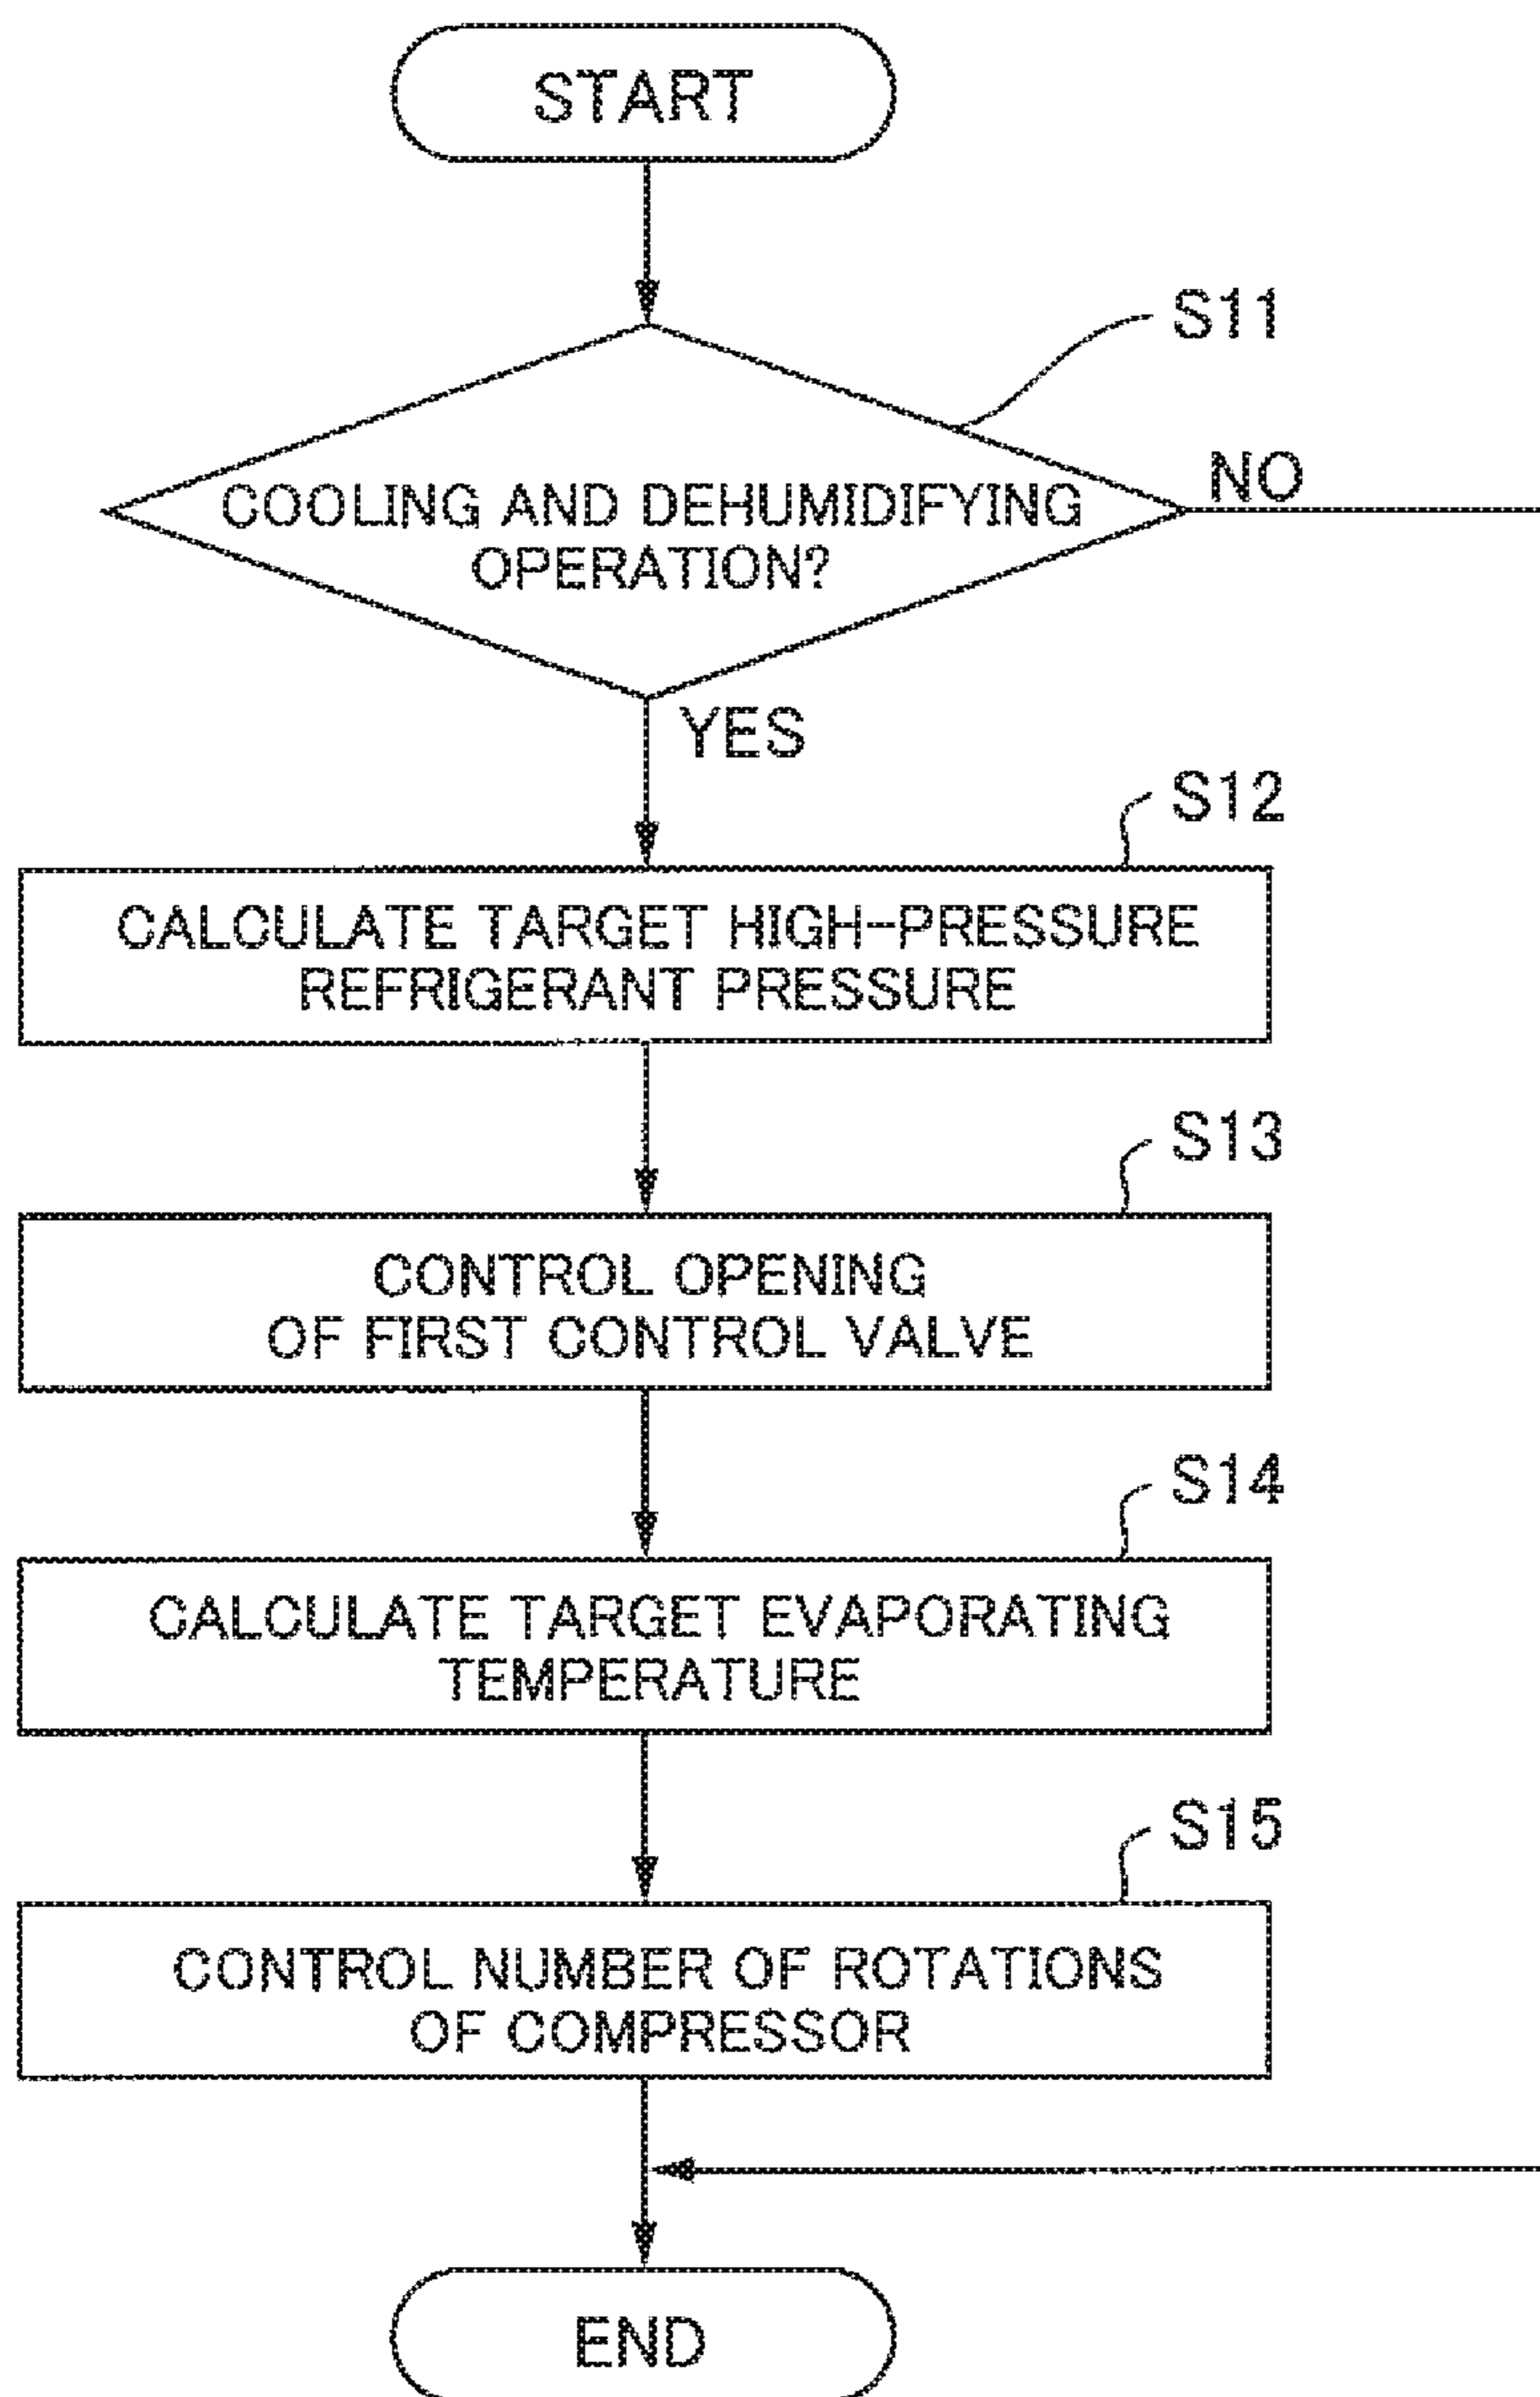 START
S11
COOLING AND DEHUMIDIFYING
OPERATION?
NO
YES
S12
CALCULATE TARGET HIGH-PRESSURE
REFRIGERANT PRESSURE
S13
CONTROL OPENING
OF FIRST CONTROL VALVE
S14
CALCULATE TARGET EVAPORATING
TEMPERATURE
S15
CONTROL NUMBER OF ROTATIONS
OF COMPRESSOR
END